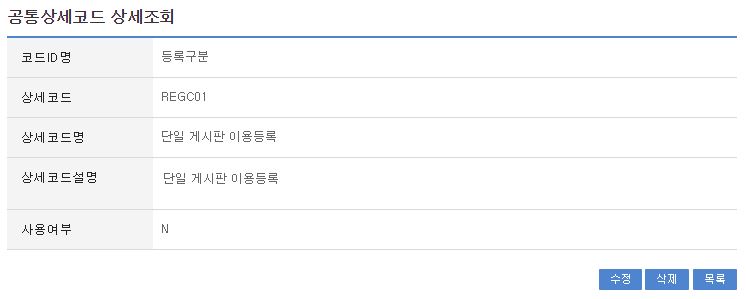 공통상세코드 상세조회
코드ID명 등록구분
상세코드 REGC01
상세코드명 단일 게시판 이용등록
상세코드설명 단일 게시판 이용등록
사용여부 N
수정 삭제 목록